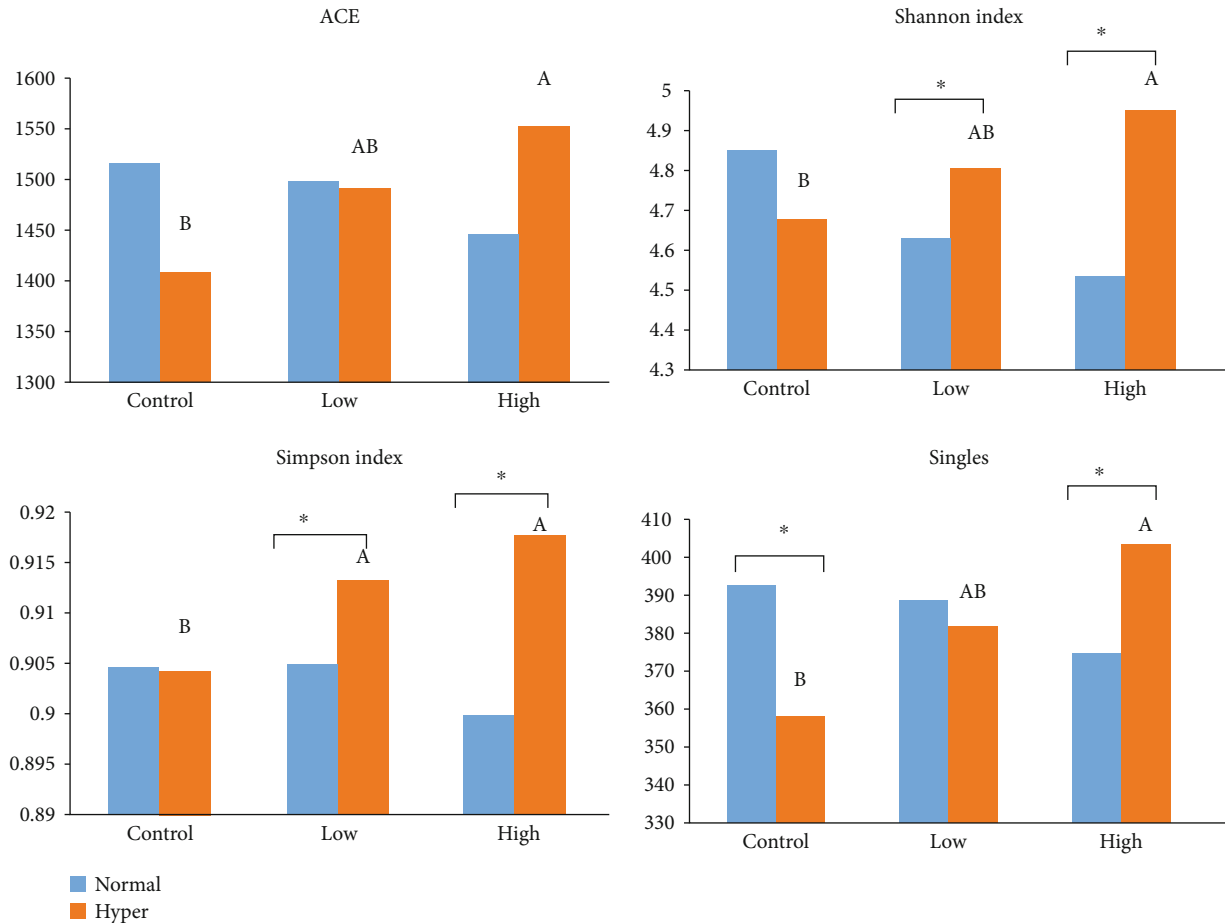 ACE
1600
1550
1500
1450
1400
1350
1300
B
AB
A
Control Low High
Shannon index
5
4.9
4.8
4.7
4.6
4.5
4.4
4.3
B
*
AB
*
A
Control Low High
Simpson index
0.92
0.915
0.91
0.905
0.9
0.895
0.89
B
*
A
*
A
Control Low High
Singles
410
400
390
380
370
360
350
340
330
*
B
AB
*
A
Control Low High
Normal
Hyper